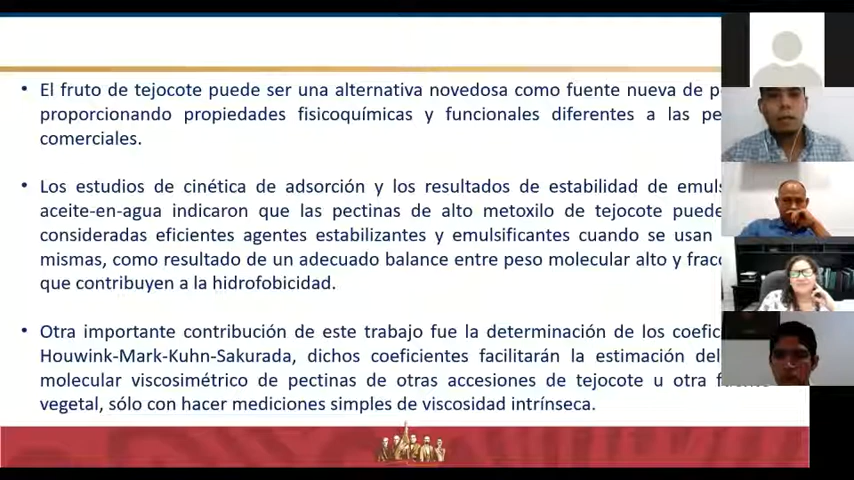 • El fruto de tejocote puede ser una alternativa novedosa como fuente nueva de p
proporcionando propiedades fisicoquímicas y funcionales diferentes a las pe
comerciales.
• Los estudios de cinética de adsorción y los resultados de estabilidad de emuls
aceite-en-agua indicaron que las pectinas de alto metoxilo de tejocote puede
consideradas eficientes agentes estabilizantes y emulsificantes cuando se usan
mismas, como resultado de un adecuado balance entre peso molecular alto y fracc
que contribuyen a la hidrofobicidad.
• Otra importante contribución de este trabajo fue la determinación de los coefic
Houwink-Mark-Kuhn-Sakurada, dichos coeficientes facilitarán la estimación del
molecular viscosimétrico de pectinas de otras accesiones de tejocote u otra
vegetal, sólo con hacer mediciones simples de viscosidad intrínseca.